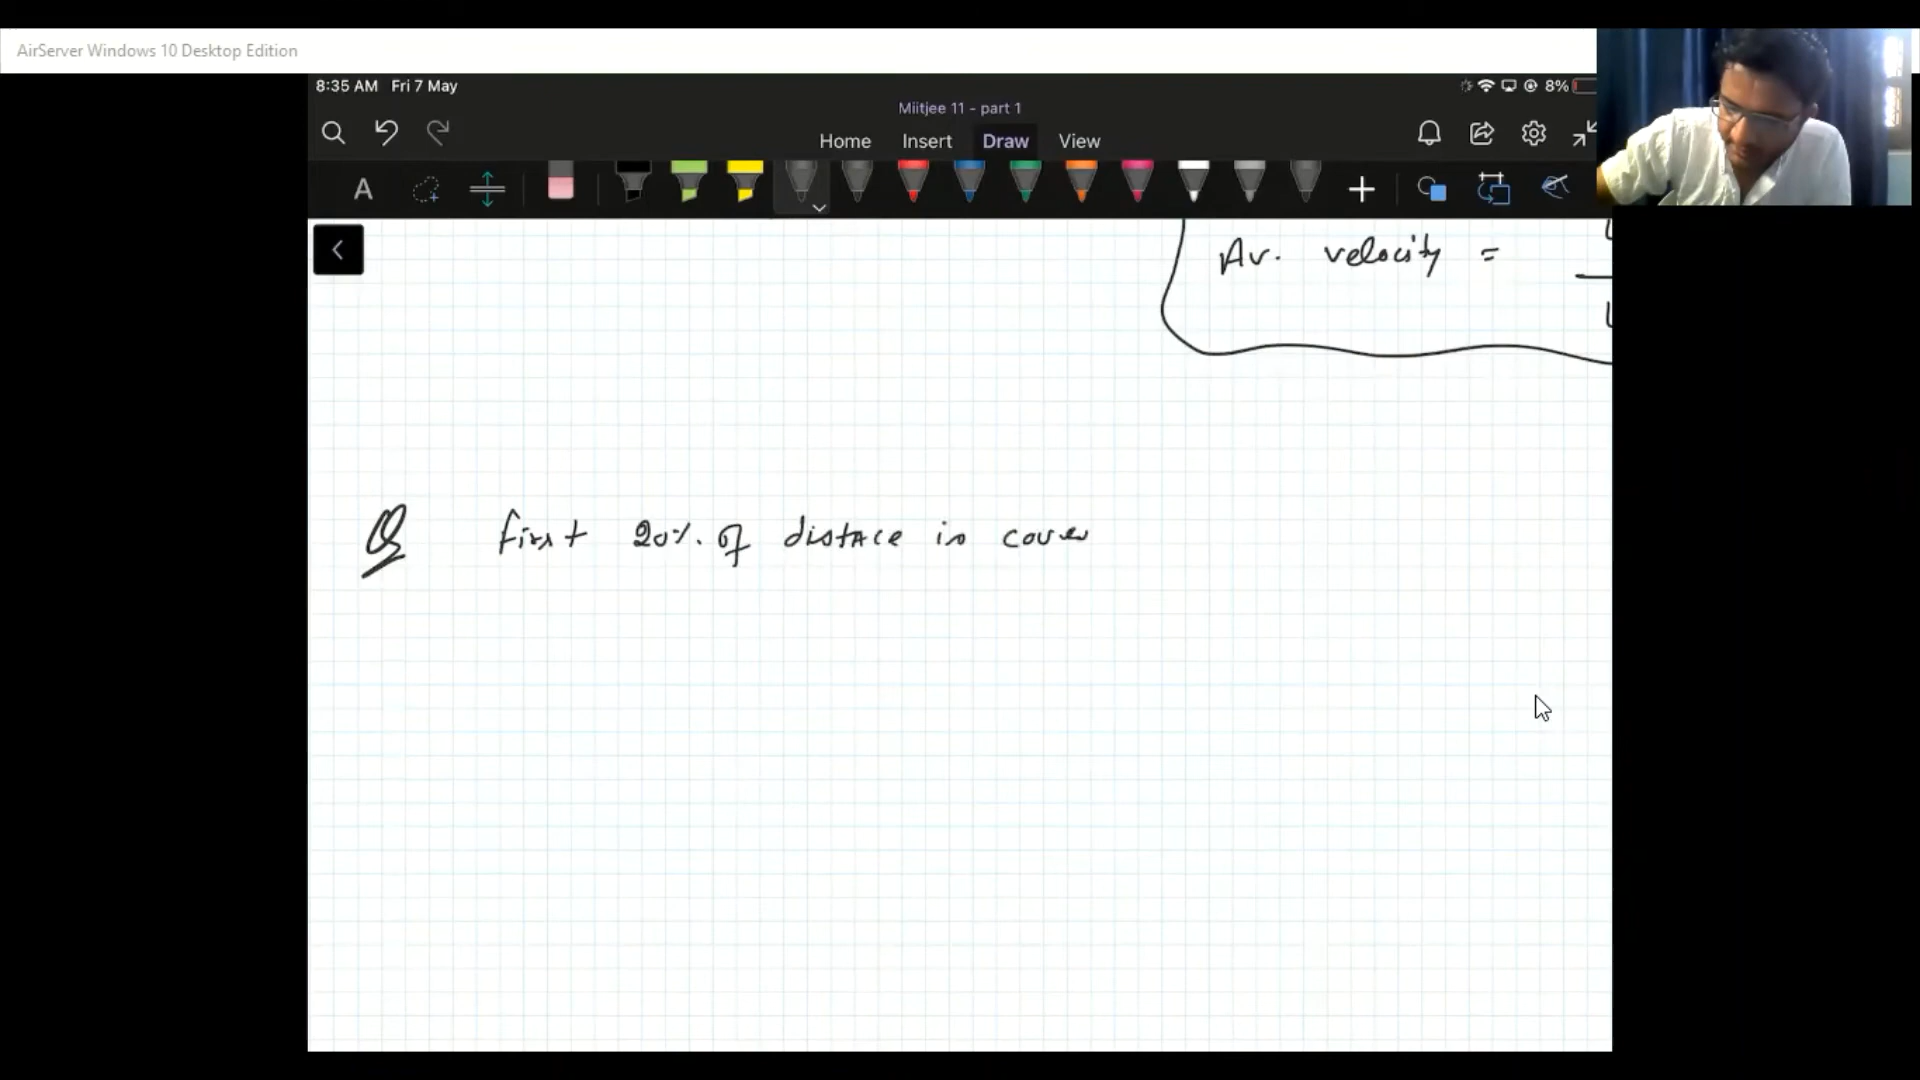 AirServer Windows 10 Desktop Edition
8:35 AM Fri 7 May
8%
Miitjee 11 - part 1
Home Insert Draw View
A
Av. velocity =
Q First 20%. of distace is cover